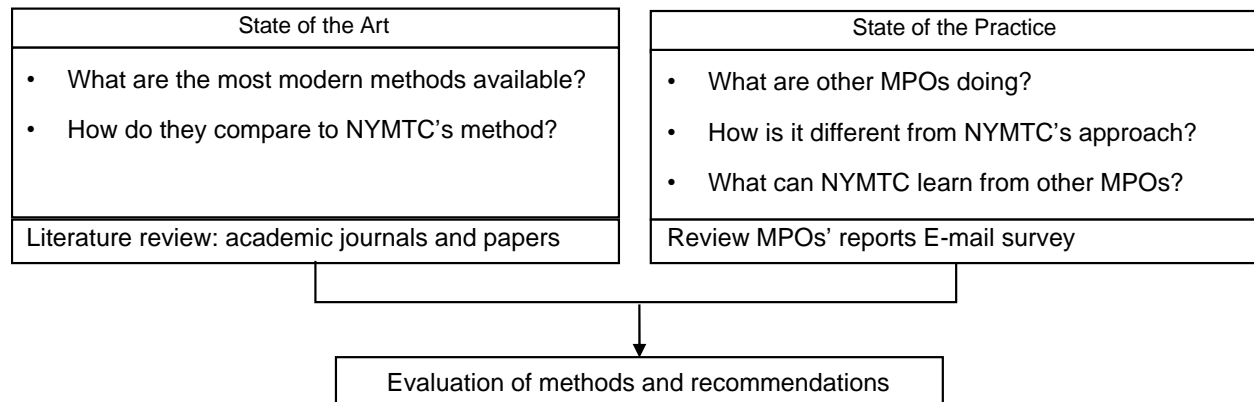 State of the Art
• What are the most modern methods available?
• How do they compare to NYMTC's method?
Literature review: academic journals and papers
State of the Practice
• What are other MPOs doing?
• How is it different from NYMTC's approach?
• What can NYMTC learn from other MPOs?
Review MPOs' reports E-mail survey
Evaluation of methods and recommendations